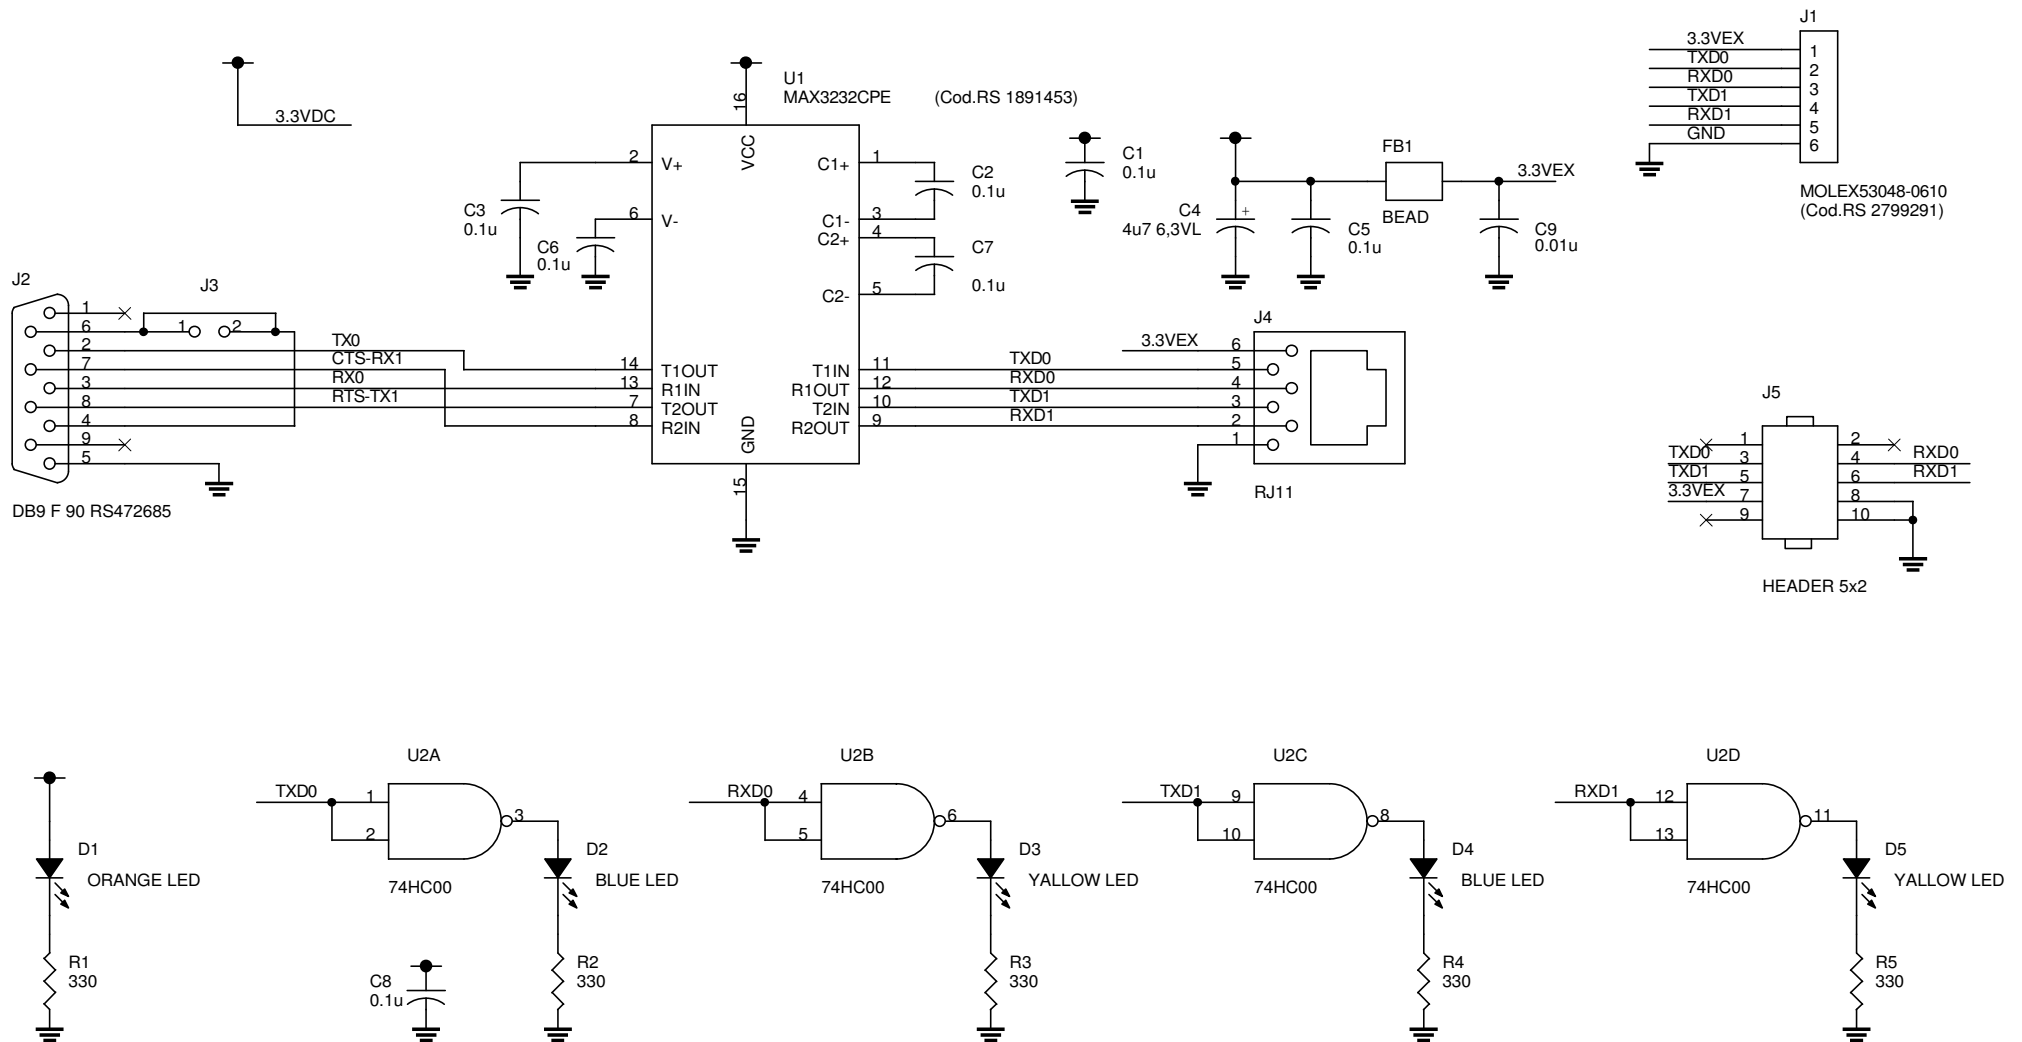 J1
3.3VEX
TXD0
RXD0
TXD1
RXD1
GND
1
2
3
4
5
6
MOLEX53048-0610
(Cod.RS 2799291)
3.3VDC
U1
MAX3232CPE (Cod.RS 1891453)
16
VCC
2 V+
6 V-
C1+ 1
C1- 3
C2+ 4
C2- 5
14 T1OUT
13 R1IN
7 T2OUT
8 R2IN
T1IN 11
R1OUT 12
T2IN 10
R2OUT 9
GND
15
C3
0.1u
C6
0.1u
C2
0.1u
C7
0.1u
C1
0.1u
C4
4u7 6,3VL
+
C5
0.1u
FB1
BEAD
3.3VEX
C9
0.01u
J2
1
6
2
7
3
8
4
9
5
DB9 F 90 RS472685
J3
1 2
TX0
CTS-RX1
RX0
RTS-TX1
TXD0
RXD0
TXD1
RXD1
J4
3.3VEX 6
5
4
3
2
1
RJ11
J5
1 2
TXD0 3 4 RXD0
TXD1 5 6 RXD1
3.3VEX 7 8
9 10
HEADER 5x2
D1
ORANGE LED
R1
330
U2A
TXD0 1
2
3
74HC00
D2
BLUE LED
R2
330
C8
0.1u
U2B
RXD0 4
5
6
74HC00
D3
YALLOW LED
R3
330
U2C
TXD1 9
10
8
74HC00
D4
BLUE LED
R4
330
U2D
RXD1 12
13
11
74HC00
D5
YALLOW LED
R5
330